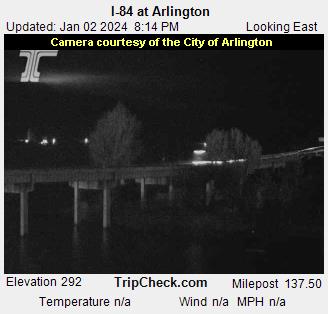 I-84 at Arlington
Updated: Jan 02 2024 8:14 PM Looking East
Camera courtesy of the City of Arlington
Elevation 292 TripCheck.com Milepost 137.50
Temperature n/a Wind n/a MPH n/a